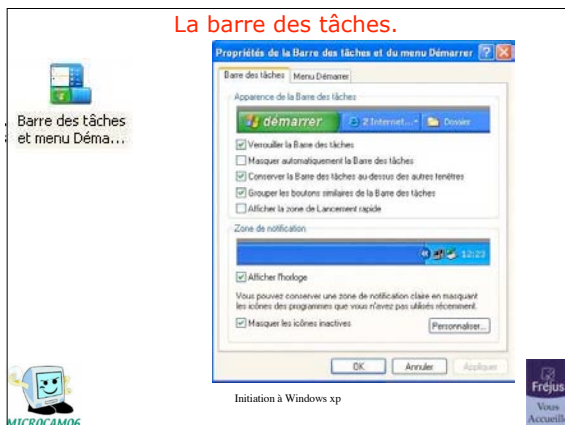 La barre des tâches.
Barre des tâches
et menu Déma...
Propriétés de la Barre des tâches et du menu Démarrer
Barre des tâches Menu Démarrer
Apparence de la Barre des tâches
démarrer 2 Internet... Dossier
Verrouiller la Barre des tâches
Masquer automatiquement la Barre des tâches
Conserver la Barre des tâches au-dessus des autres fenêtres
Grouper les boutons similaires de la Barre des tâches
Afficher la zone de Lancement rapide
Zone de notification
12:23
Afficher l'horloge
Vous pouvez conserver une zone de notification claire en masquant
les icônes des programmes que vous n'avez pas utilisés récemment.
Masquer les icônes inactives Personnaliser...
OK Annuler Appliquer
Initiation à Windows xp
MICROCAM06
Fréjus
Vous
Accueille